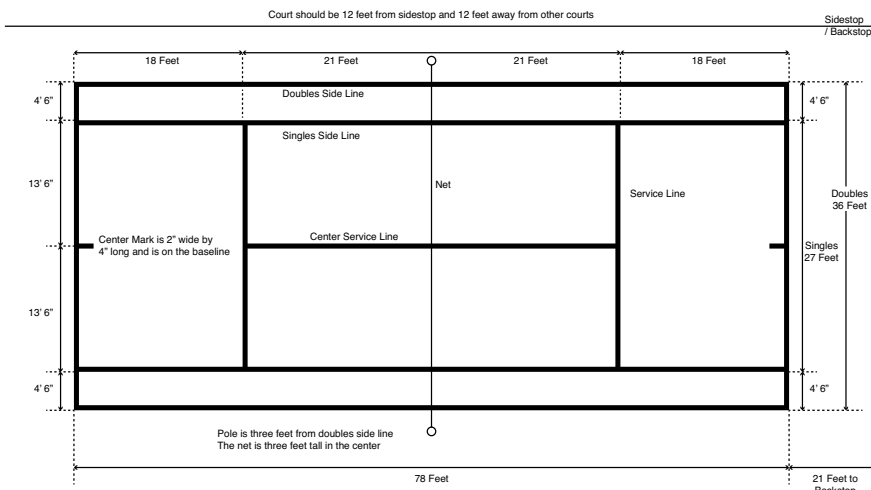 Court should be 12 feet from sidestop and 12 feet away from other courts
Sidestop
/ Backstop
18 Feet
21 Feet
21 Feet
18 Feet
4' 6"
Doubles Side Line
4' 6"
Singles Side Line
13' 6"
Net
Service Line
Doubles
36 Feet
Center Mark is 2" wide by
4" long and is on the baseline
Center Service Line
Singles
27 Feet
13' 6"
4' 6"
4' 6"
Pole is three feet from doubles side line
The net is three feet tall in the center
78 Feet
21 Feet to
Backstop